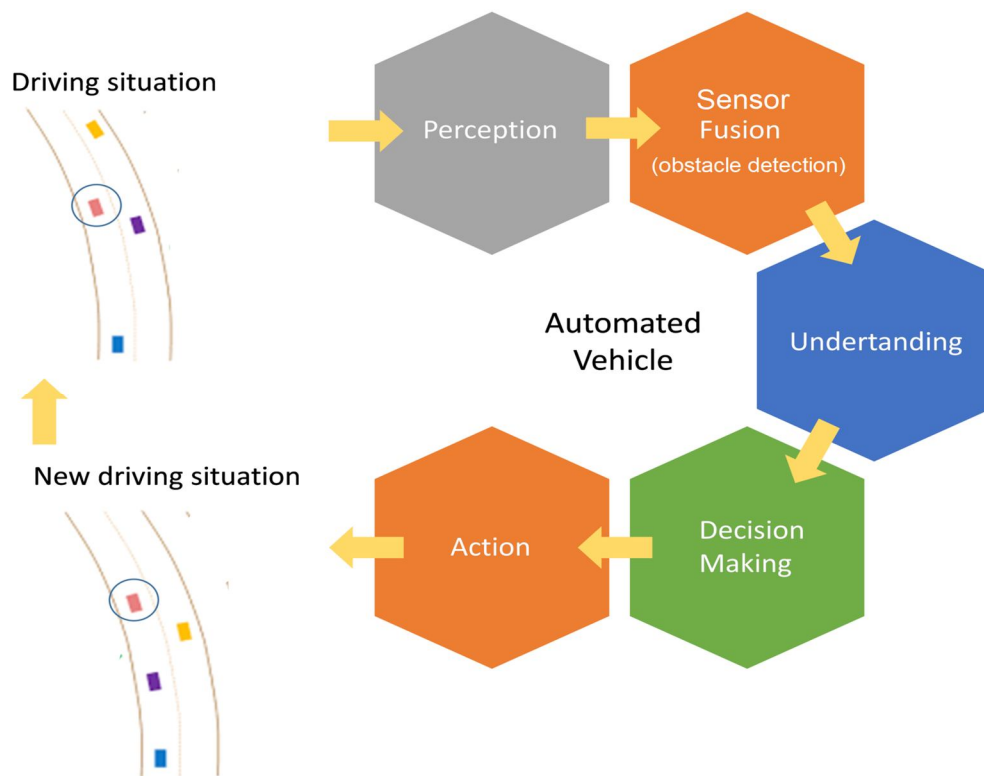 Driving situation
Perception
Sensor
Fusion
(obstacle detection)
Automated
Vehicle
Undertanding
New driving situation
Action
Decision
Making